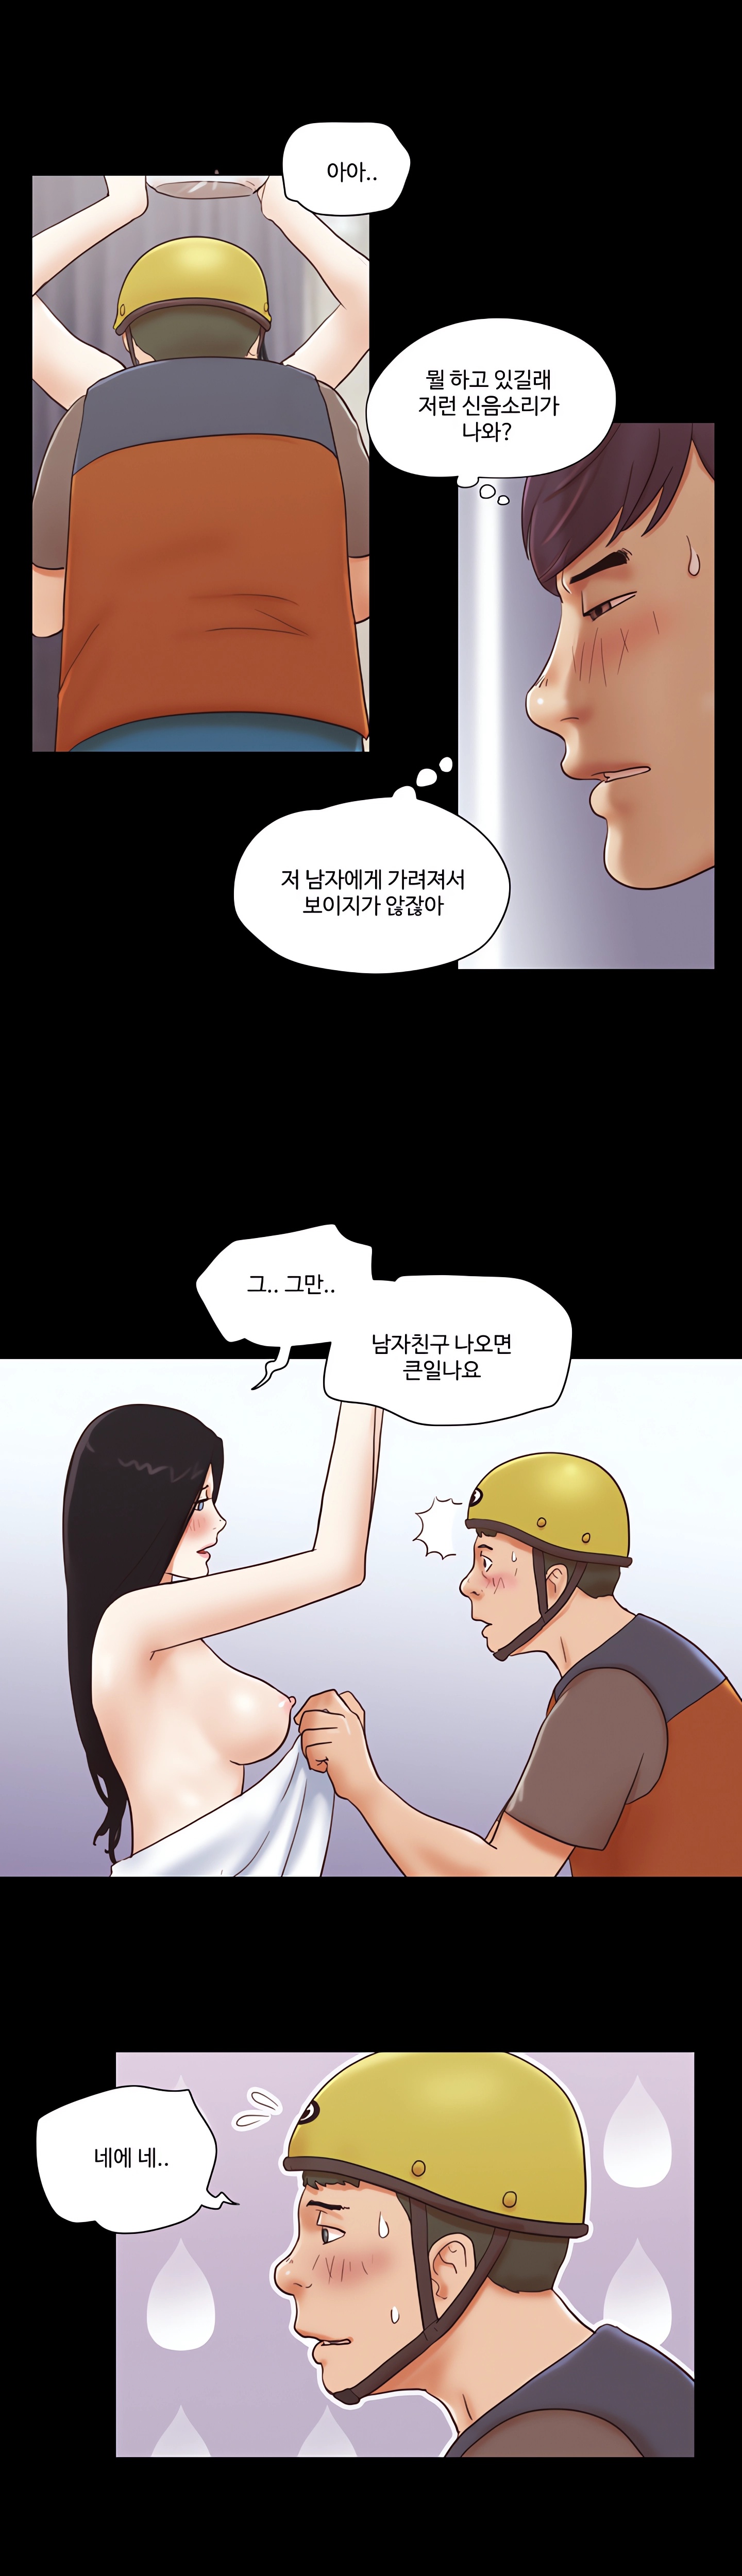 아아..
뭘 하고 있길래
저런 신음소리가
나와?
저 남자에게 가려져서
보이지가 않잖아
그.. 그만..
남자친구 나오면
큰일나요
네에 네..